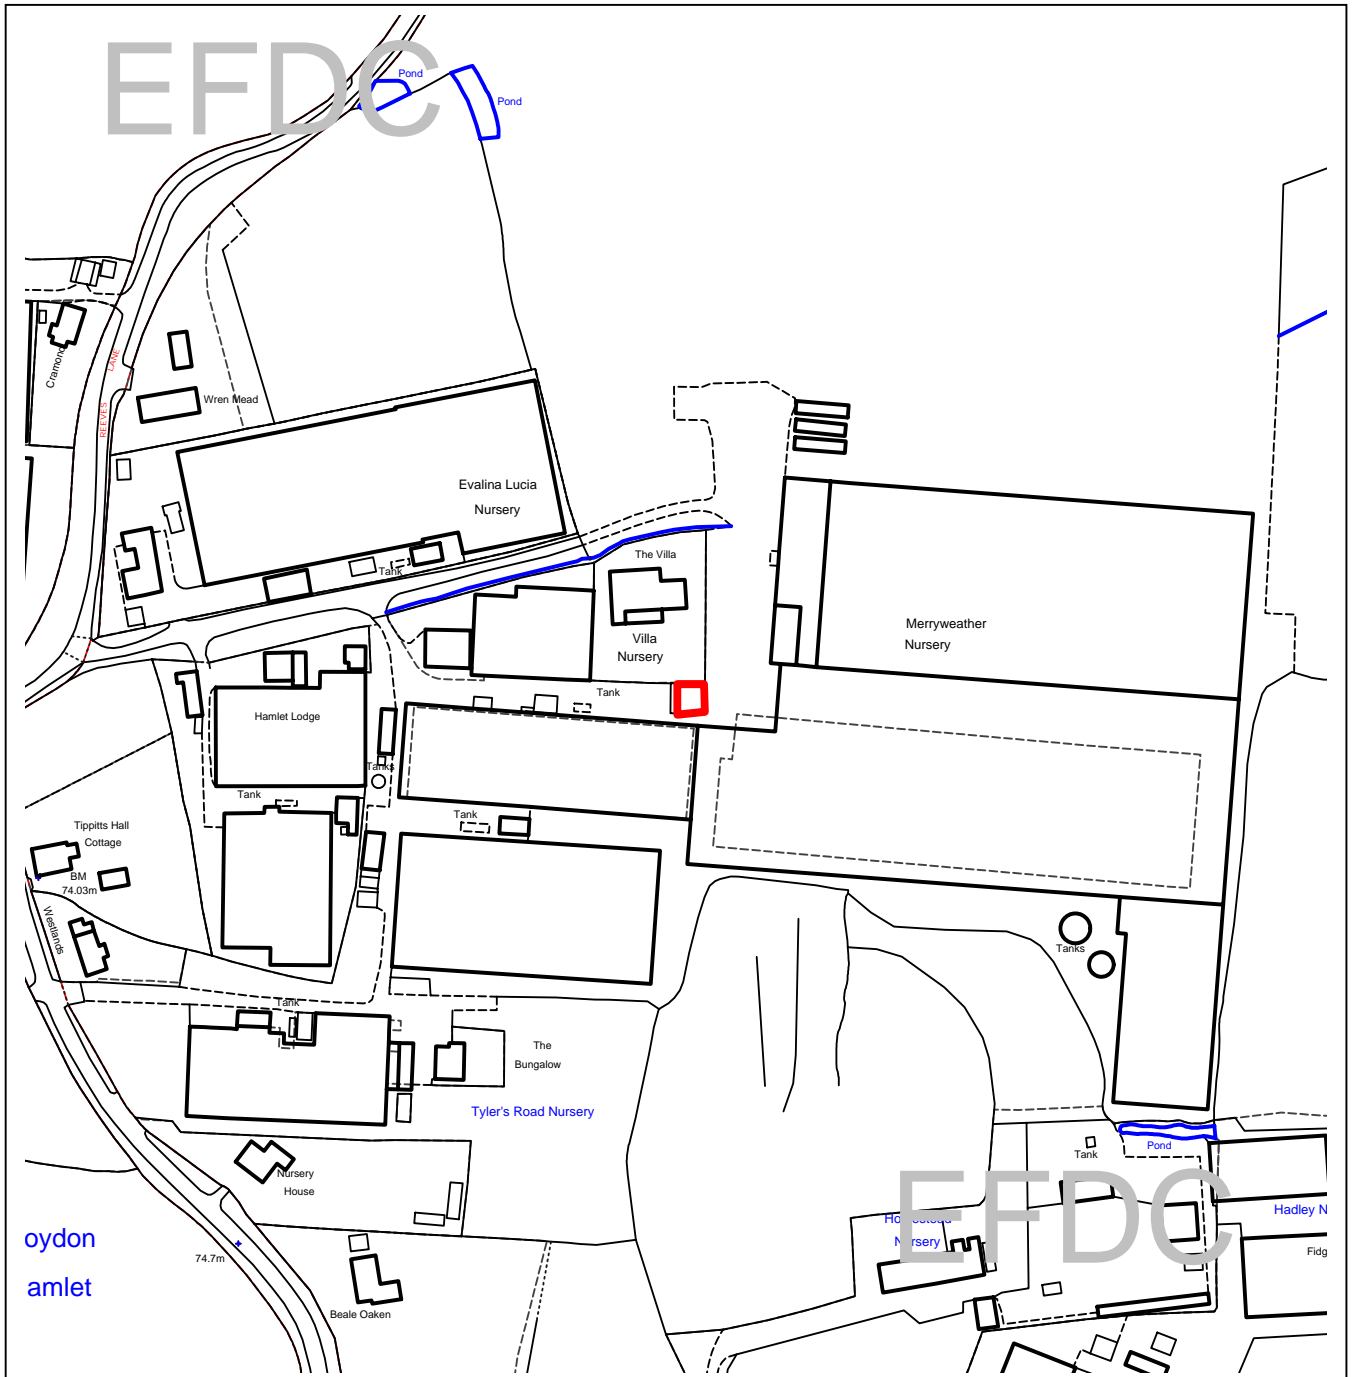 EFDC
Pond
Pond
Cramond
REEVES LANE
Wren Mead
Evalina Lucia
Nursery
Tank
The Villa
Villa
Nursery
Merryweather
Nursery
Tank
Hamlet Lodge
Tanks
Tank
Tank
Tippitts Hall
Cottage
BM
74.03m
Westlands
Tanks
Tank
The
Bungalow
Tyler's Road Nursery
Pond
Tank
Nursery
House
EFDC
Homestead
Nursery
Hadley N
Fidg
oydon
amlet
74.7m
Beale Oaken